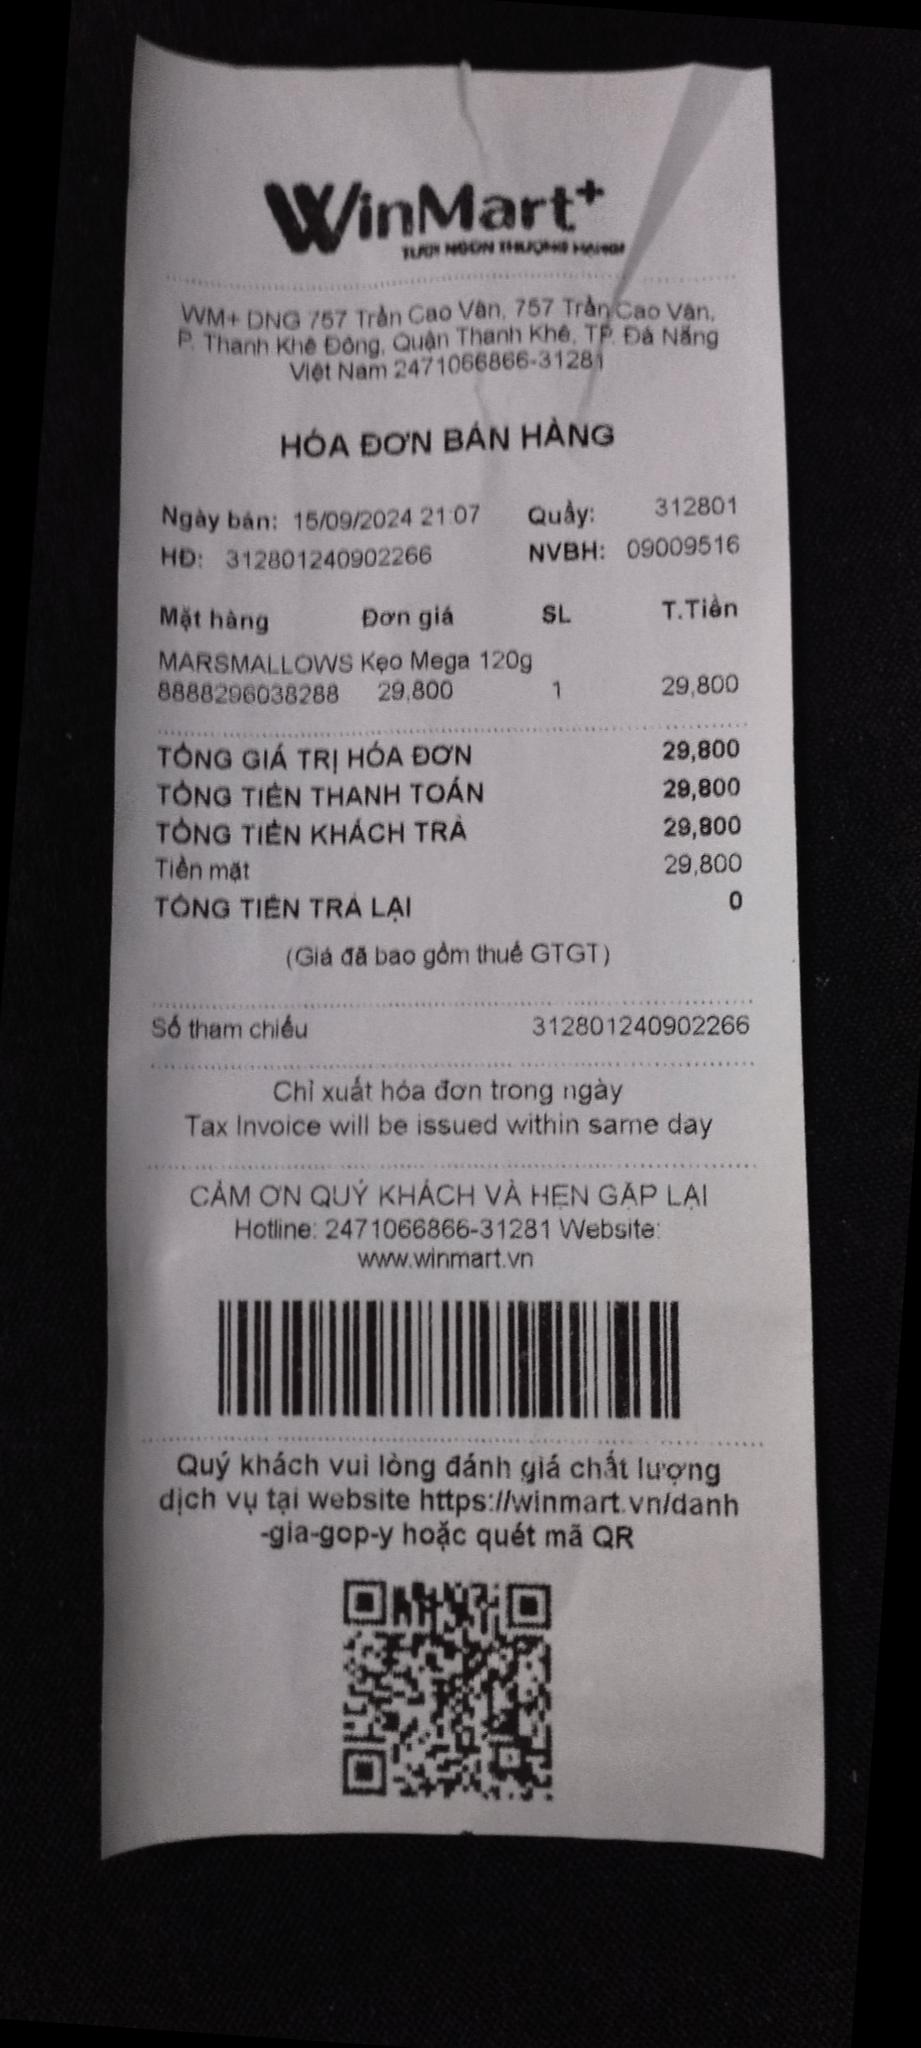 WinMart+
TƯƠI NGON THƯỢNG HẠNG!
WM+ DNG 757 Trần Cao Vân, 757 Trần Cao Vân,
P. Thanh Khê Đông, Quận Thanh Khê, TP. Đà Nẵng
Việt Nam 2471066866-31281
HÓA ĐƠN BÁN HÀNG
Ngày bán: 15/09/2024 21:07 Quầy: 312801
HĐ: 312801240902266 NVBH: 09009516
Mặt hàng Đơn giá SL T.Tiền
MARSMALLOWS Kẹo Mega 120g
8888296038288 29,800 1 29,800
TỔNG GIÁ TRỊ HÓA ĐƠN 29,800
TỔNG TIỀN THANH TOÁN 29,800
TỔNG TIỀN KHÁCH TRẢ 29,800
Tiền mặt 29,800
TỔNG TIỀN TRẢ LẠI 0
(Giá đã bao gồm thuế GTGT)
Số tham chiếu 312801240902266
Chỉ xuất hóa đơn trong ngày
Tax Invoice will be issued within same day
CẢM ƠN QUÝ KHÁCH VÀ HẸN GẶP LẠI
Hotline: 2471066866-31281 Website:
www.winmart.vn
Quý khách vui lòng đánh giá chất lượng
dịch vụ tại website https://winmart.vn/danh
-gia-gop-y hoặc quét mã QR